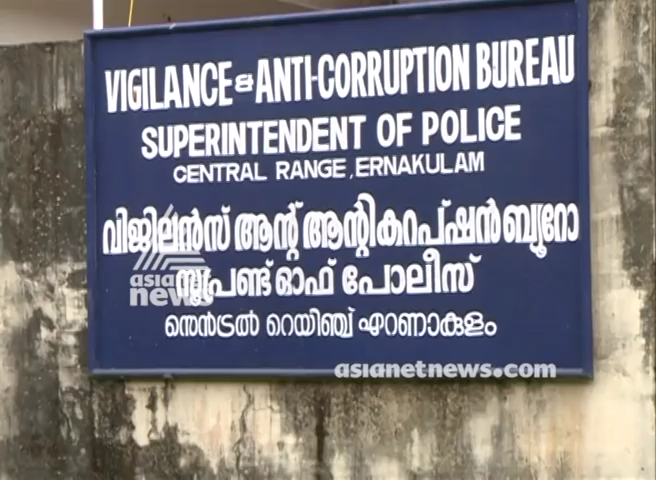 VIGILANCE & ANTI-CORRUPTION BUREAU
SUPERINTENDENT OF POLICE
CENTRAL RANGE, ERNAKULAM
വിജിലൻസ് ആന്റ് ആന്റികറപ്ഷൻബ്യൂറോ
സൂപ്രണ്ട് ഓഫ് പോലീസ്
സെൻട്രൽ റെയിഞ്ച് എറണാകുളം
asianet
news
asianetnews.com